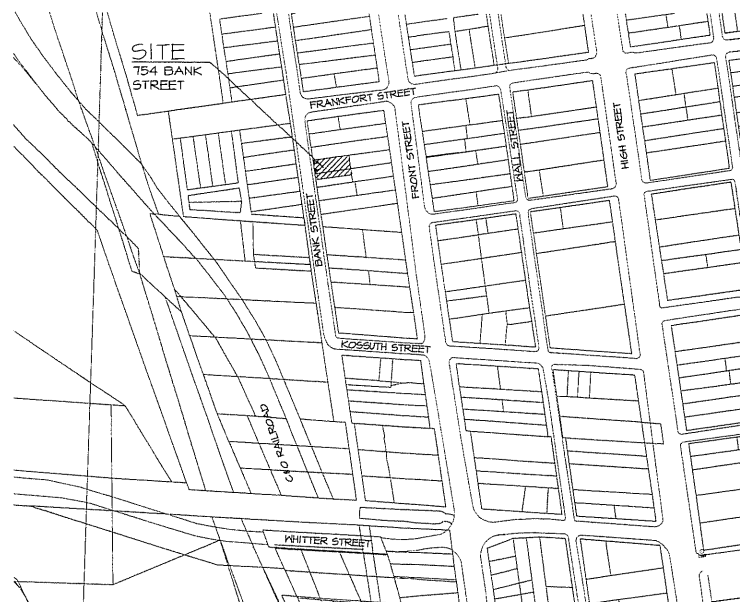 SITE
754 BANK
STREET
FRANKFORT STREET
FRONT STREET
WALL STREET
HIGH STREET
BANK STREET
KOSSUTH STREET
C&O RAILROAD
WHITTER STREET